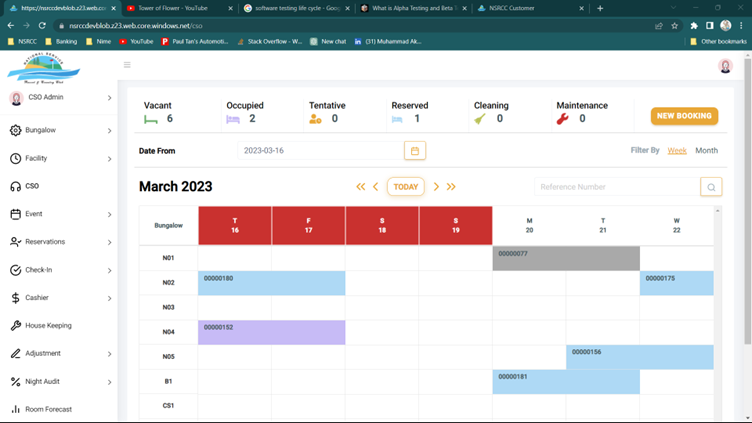 https://nsrccdevblob.z23.web.core
Tower of Flower - YouTube
software testing life cycle - Goog
What is Alpha Testing and Beta T
NSRCC Customer
nsrccdevblob.z23.web.core.windows.net/cso
NSRCC
Banking
Nime
YouTube
Paul Tan's Automoti...
Stack Overflow - W...
New chat
(31) Muhammad Ak...
Other bookmarks
NATIONAL SERVICE
CSO Admin
Bungalow
Facility
CSO
Event
Reservations
Check-In
Cashier
House Keeping
Adjustment
Night Audit
Room Forecast
Vacant
6
Occupied
2
Tentative
0
Reserved
1
Cleaning
0
Maintenance
0
NEW BOOKING
Date From
2023-03-16
Filter By Week Month
March 2023
TODAY
Reference Number
Bungalow
T
16
F
17
S
18
S
19
M
20
T
21
W
22
N01
00000077
N02
00000180
00000175
N03
N04
00000152
N05
00000156
B1
00000181
CS1